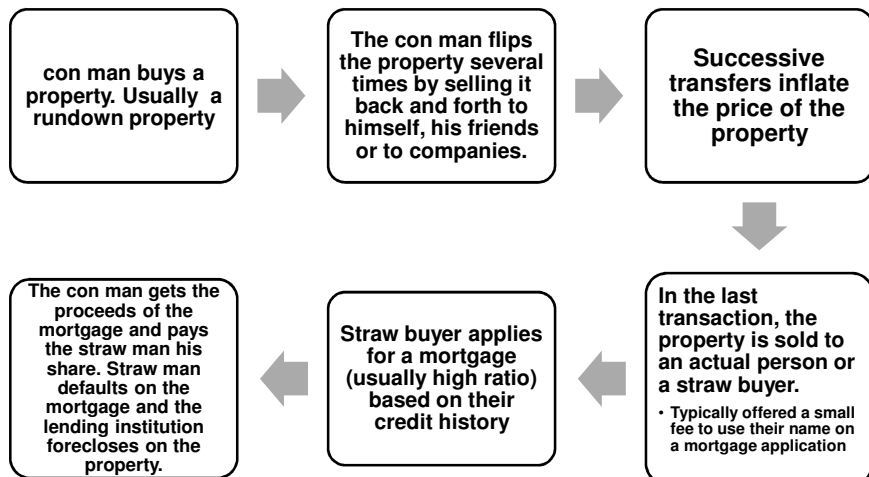 con man buys a
property. Usually a
rundown property
The con man flips
the property several
times by selling it
back and forth to
himself, his friends
or to companies.
Successive
transfers inflate
the price of the
property
In the last
transaction, the
property is sold to
an actual person or
a straw buyer.
• Typically offered a small
fee to use their name on
a mortgage application
Straw buyer applies
for a mortgage
(usually high ratio)
based on their
credit history
The con man gets the
proceeds of the
mortgage and pays
the straw man his
share. Straw man
defaults on the
mortgage and the
lending institution
forecloses on the
property.